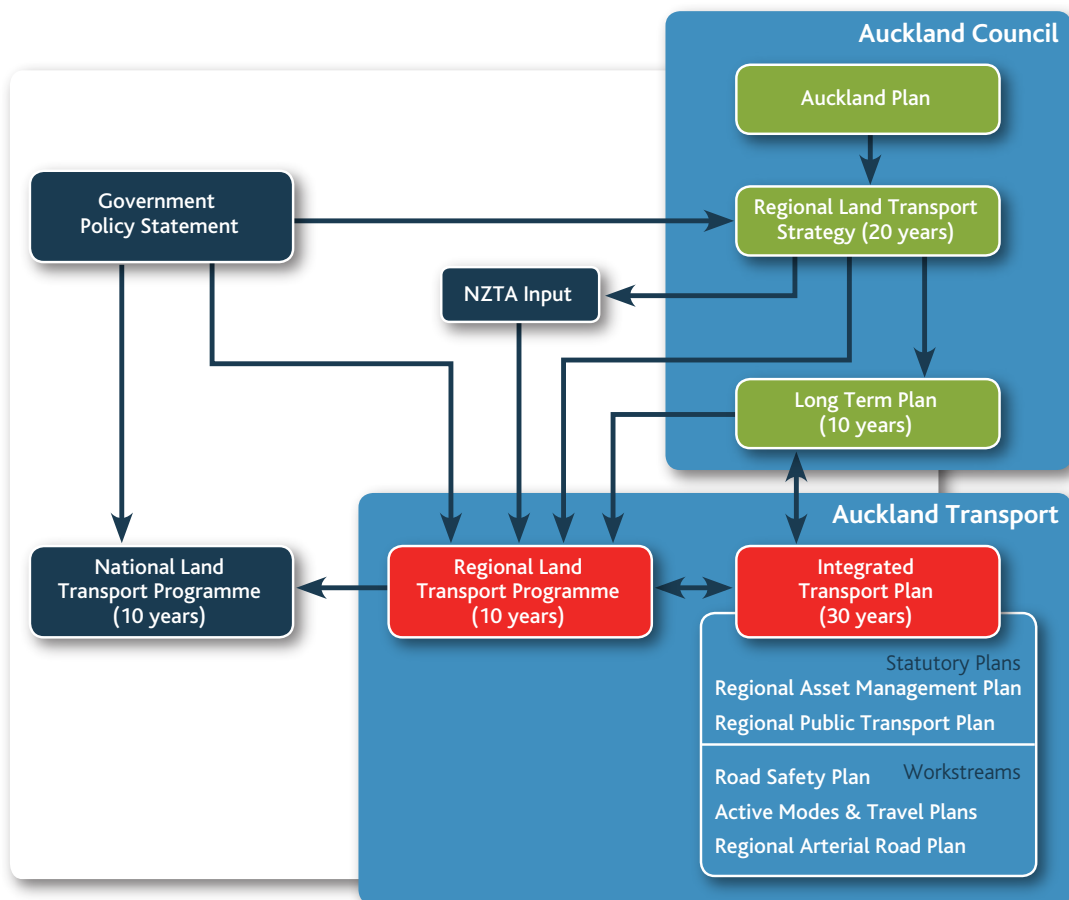 Auckland Council
Auckland Plan
Government
Policy Statement
Regional Land Transport
Strategy (20 years)
NZTA Input
Long Term Plan
(10 years)
Auckland Transport
National Land
Transport Programme
(10 years)
Regional Land
Transport Programme
(10 years)
Integrated
Transport Plan
(30 years)
Statutory Plans
Regional Asset Management Plan
Regional Public Transport Plan
Road Safety Plan Workstreams
Active Modes & Travel Plans
Regional Arterial Road Plan